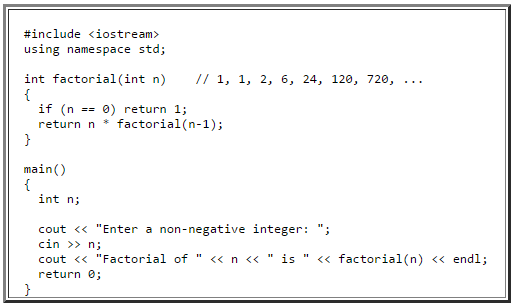 #include <iostream>
using namespace std;

int factorial(int n)    // 1, 1, 2, 6, 24, 120, 720, ...
{
  if (n == 0) return 1;
  return n * factorial(n-1);
}

main()
{
  int n;

  cout << "Enter a non-negative integer: ";
  cin >> n;
  cout << "Factorial of " << n << " is " << factorial(n) << endl;
  return 0;
}